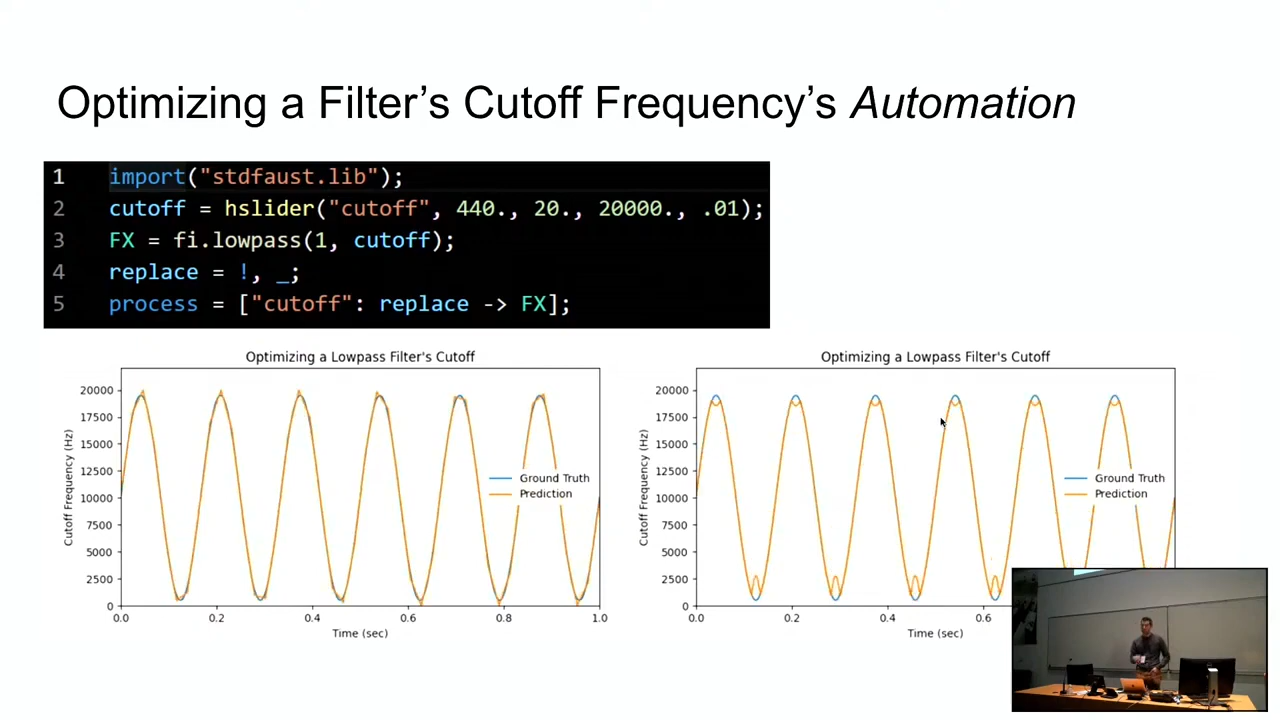 Optimizing a Filter's Cutoff Frequency's Automation
1 import("stdfaust.lib");
2 cutoff = hslider("cutoff", 440., 20., 20000., .01);
3 FX = fi.lowpass(1, cutoff);
4 replace = !, _;
5 process = ["cutoff": replace -> FX];
Optimizing a Lowpass Filter's Cutoff
20000
17500
15000
12500
10000
7500
5000
2500
0
Cutoff Frequency (Hz)
Ground Truth
Prediction
0.0 0.2 0.4 0.6 0.8 1.0
Time (sec)
Optimizing a Lowpass Filter's Cutoff
20000
17500
15000
12500
10000
7500
5000
2500
0
Cutoff Frequency (Hz)
Ground Truth
Prediction
0.0 0.2 0.4 0.6
Time (sec)